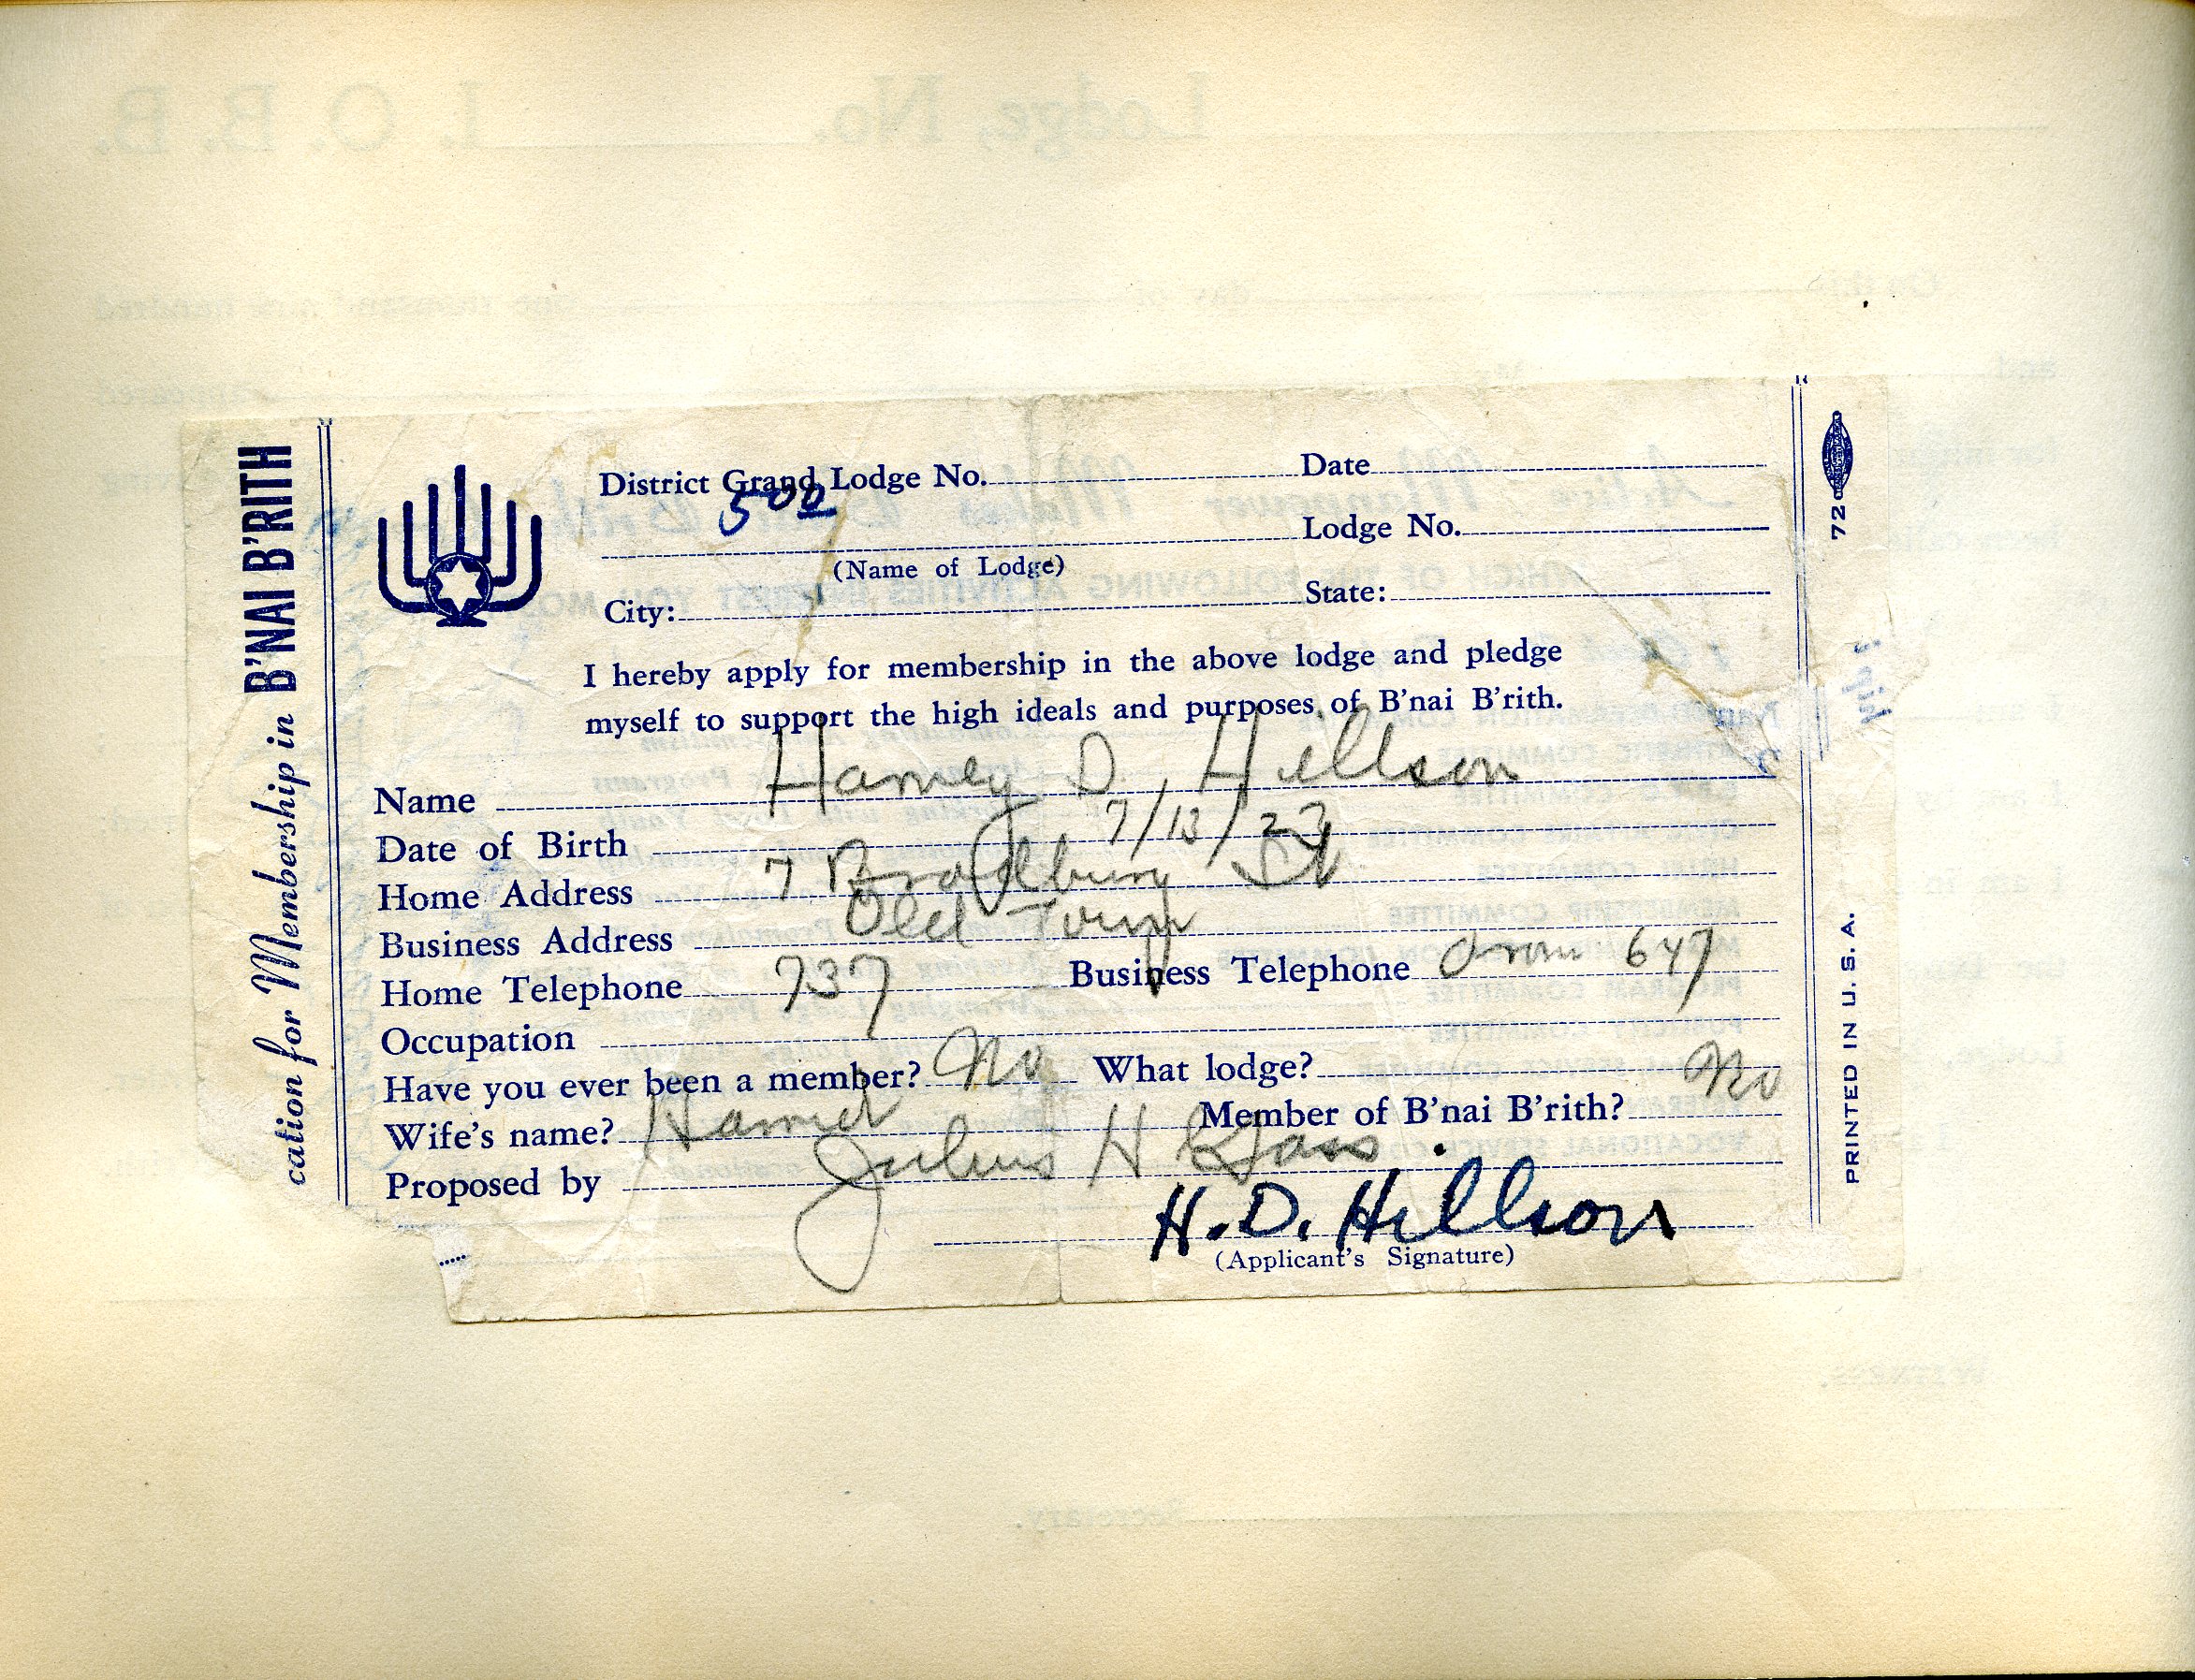 cation for Membership in B'NAI B'RITH
District Grand Lodge No. Date
500
Lodge No.
(Name of Lodge)
City: State:
I hereby apply for membership in the above lodge and pledge
myself to support the high ideals and purposes of B'nai B'rith.
Name Harvey D. Hillson
Date of Birth 7/13/23
Home Address 7 Bradbury St
Business Address Old Town
Home Telephone 737 Business Telephone Orono 647
Occupation
Have you ever been a member? No What lodge?
Wife's name? Harriet Member of B'nai B'rith? No
Proposed by Julius H
H. D. Hillson
(Applicant's Signature)
72
PRINTED IN U. S. A.